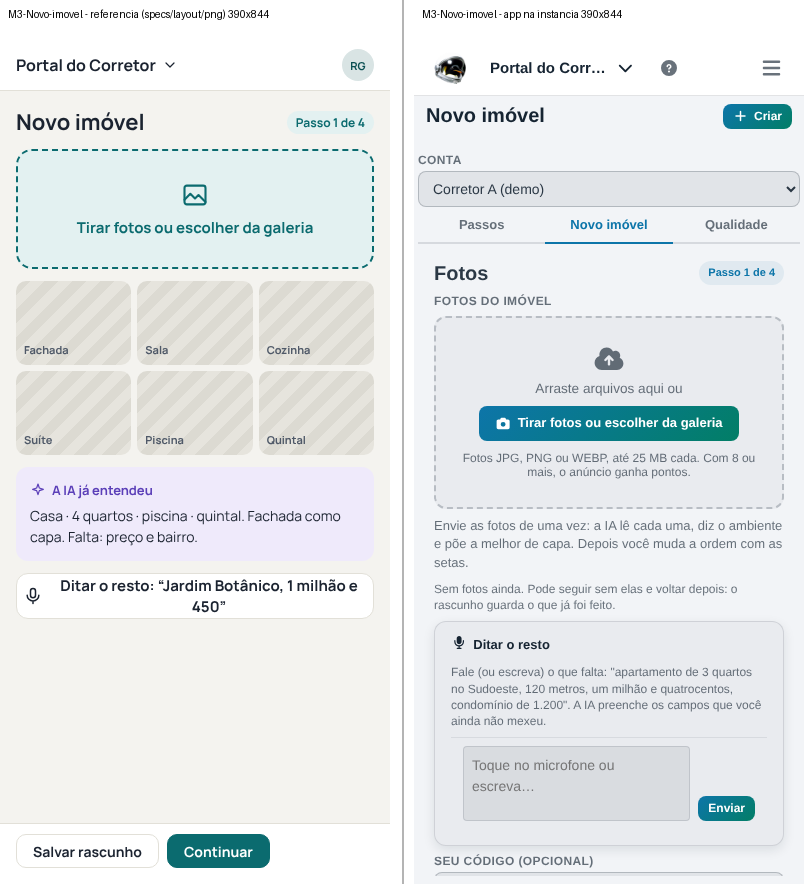 M3-Novo-imovel - referencia (specs/layout/png) 390x844
Portal do Corretor
RG
Novo imóvel
Passo 1 de 4
Tirar fotos ou escolher da galeria
Fachada
Sala
Cozinha
Suíte
Piscina
Quintal
A IA já entendeu
Casa · 4 quartos · piscina · quintal. Fachada como
capa. Falta: preço e bairro.
Ditar o resto: “Jardim Botânico, 1 milhão e
450”
Salvar rascunho
Continuar
M3-Novo-imovel - app na instancia 390x844
Portal do Corr...
?
Novo imóvel
Criar
CONTA
Corretor A (demo)
Passos
Novo imóvel
Qualidade
Fotos
Passo 1 de 4
FOTOS DO IMÓVEL
Arraste arquivos aqui ou
Tirar fotos ou escolher da galeria
Fotos JPG, PNG ou WEBP, até 25 MB cada. Com 8 ou
mais, o anúncio ganha pontos.
Envie as fotos de uma vez: a IA lê cada uma, diz o ambiente
e põe a melhor de capa. Depois você muda a ordem com as
setas.
Sem fotos ainda. Pode seguir sem elas e voltar depois: o
rascunho guarda o que já foi feito.
Ditar o resto
Fale (ou escreva) o que falta: "apartamento de 3 quartos
no Sudoeste, 120 metros, um milhão e quatrocentos,
condomínio de 1.200". A IA preenche os campos que você
ainda não mexeu.
Toque no microfone ou
escreva…
Enviar
SEU CÓDIGO (OPCIONAL)